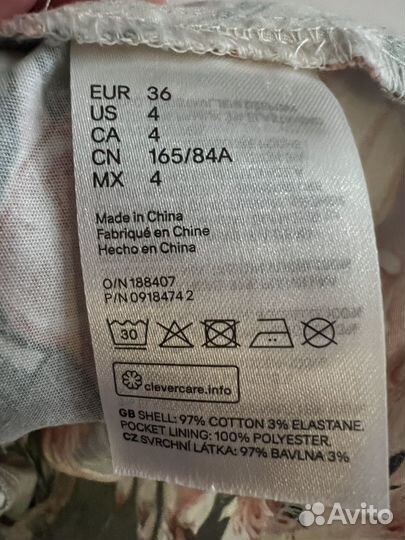 EUR 36
US 4
CA 4
CN 165/84A
MX 4
Made in China
Fabriqué en Chine
Hecho en China
O/N 188407
P/N 0918474 2
30
clevercare.info
GB SHELL: 97% COTTON 3% ELASTANE.
POCKET LINING: 100% POLYESTER.
CZ SVRCHNÍ LÁTKA: 97% BAVLNA 3%
Avito